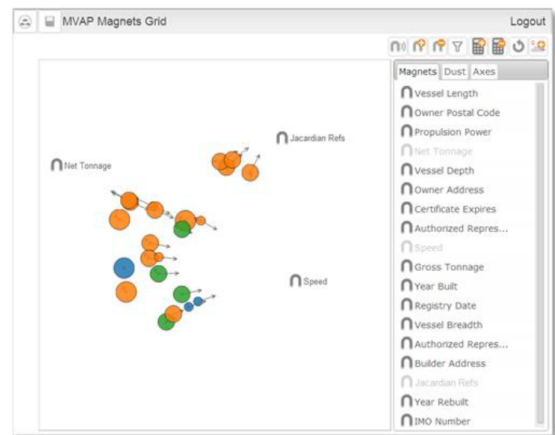 MVAP Magnets Grid
Logout
Magnets Dust Axes
Vessel Length
Owner Postal Code
Propulsion Power
Net Tonnage
Vessel Depth
Owner Address
Certificate Expires
Authorized Repres...
Speed
Gross Tonnage
Year Built
Registry Date
Vessel Breadth
Authorized Repres...
Builder Address
Jacardian Refs
Year Rebuilt
IMO Number
Jacardian Refs
Net Tonnage
Speed